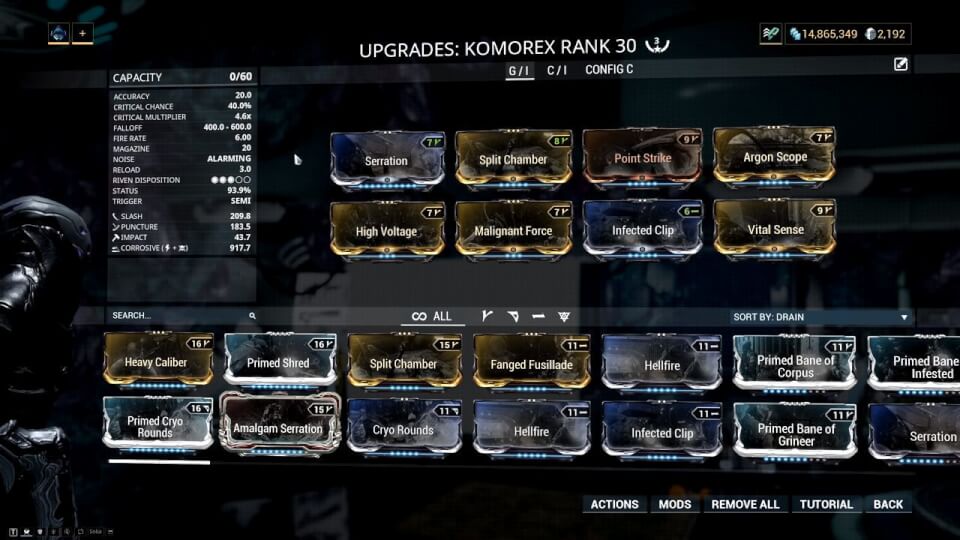 +
14,865,349 2,192
UPGRADES: KOMOREX RANK 30 3
G / I C / I CONFIG C
CAPACITY 0/60
ACCURACY 20.0
CRITICAL CHANCE 40.0%
CRITICAL MULTIPLIER 4.6x
FALLOFF 400.0 - 600.0
FIRE RATE 6.00
MAGAZINE 20
NOISE ALARMING
RELOAD 3.0
RIVEN DISPOSITION
STATUS 93.9%
TRIGGER SEMI
SLASH 209.8
PUNCTURE 183.5
IMPACT 43.7
CORROSIVE ( + ) 917.7
7 8 9 7
Serration Split Chamber Point Strike Argon Scope
7 7 6 9
High Voltage Malignant Force Infected Clip Vital Sense
SEARCH... ALL SORT BY: DRAIN
16 16 15 11 11 11
Heavy Caliber Primed Shred Split Chamber Fanged Fusillade Hellfire Primed Bane of Corpus Primed Bane Infested
16 15 11 11 11 11
Primed Cryo Rounds Amalgam Serration Cryo Rounds Hellfire Infected Clip Primed Bane of Grineer Serration
ACTIONS MODS REMOVE ALL TUTORIAL BACK